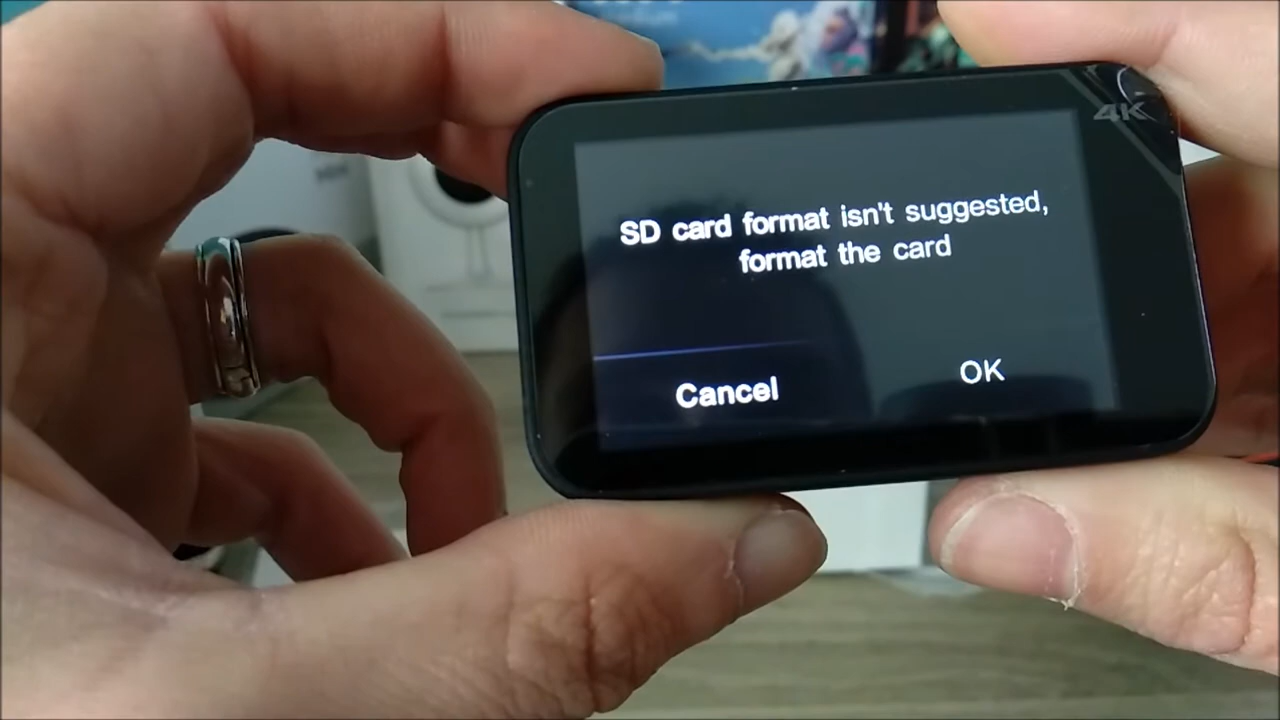 4K
SD card format isn't suggested,
format the card
Cancel
OK